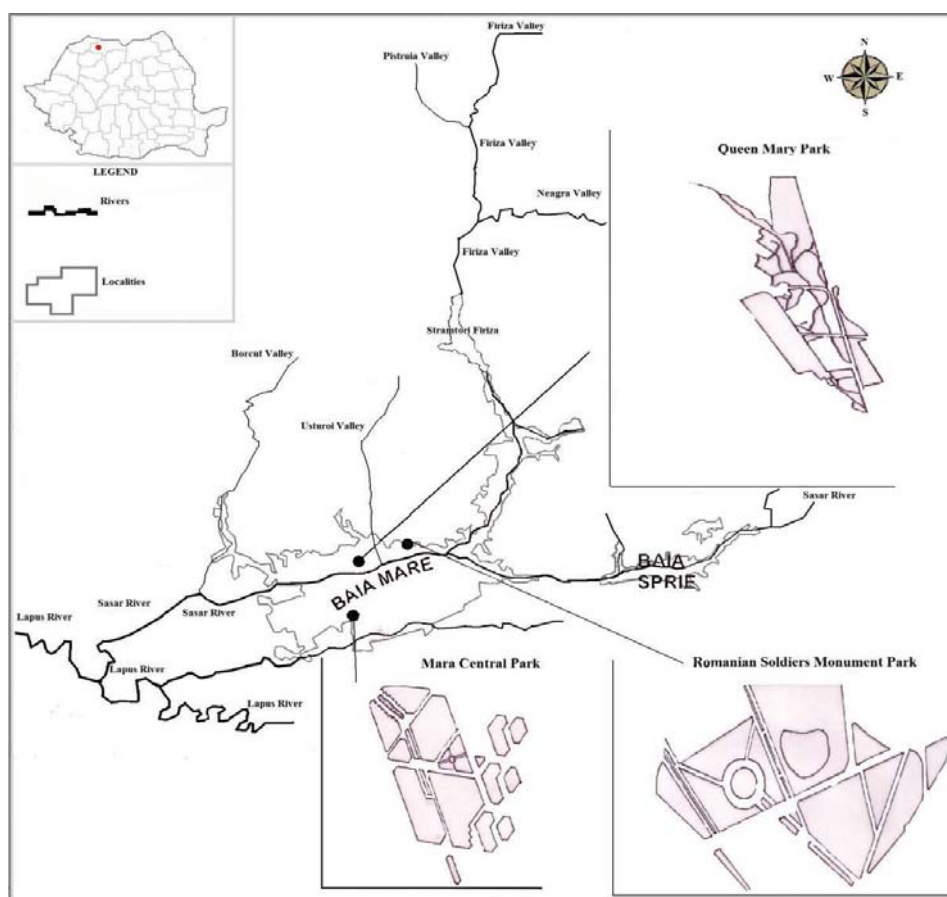 Firiza Valley
Pistruia Valley
N
W
E
S
Firiza Valley
Queen Mary Park
LEGEND
Rivers
Neagra Valley
Firiza Valley
Localities
Stramtori Firiza
Borcut Valley
Usturoi Valley
Sasar River
BAIA
SPRIE
BAIA MARE
Sasar River
Sasar River
Lapus River
Lapus River
Lapus River
Mara Central Park
Romanian Soldiers Monument Park